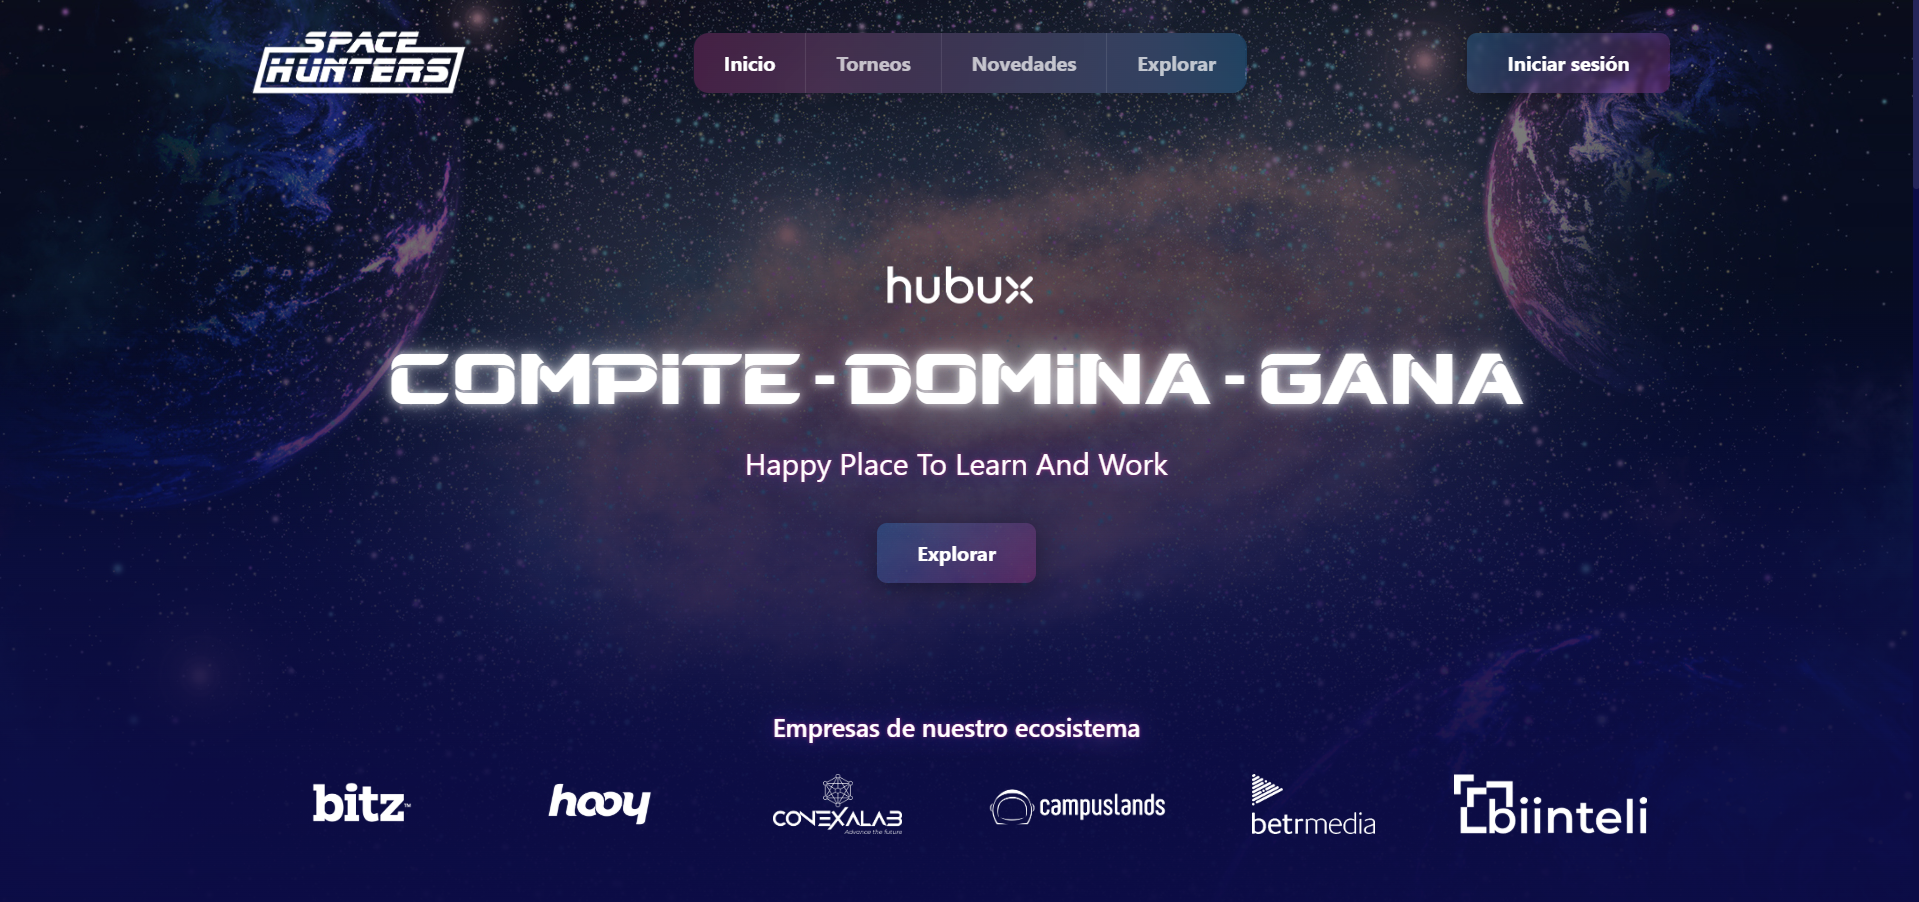 SPACE
HUNTERS
Inicio
Torneos
Novedades
Explorar
Iniciar sesión
hubux
COMPiTE - DOMiNA - GANA
Happy Place To Learn And Work
Explorar
Empresas de nuestro ecosistema
bitz™
hooy
CONEXALAB
Advance the future
campuslands
betrmedia
biinteli